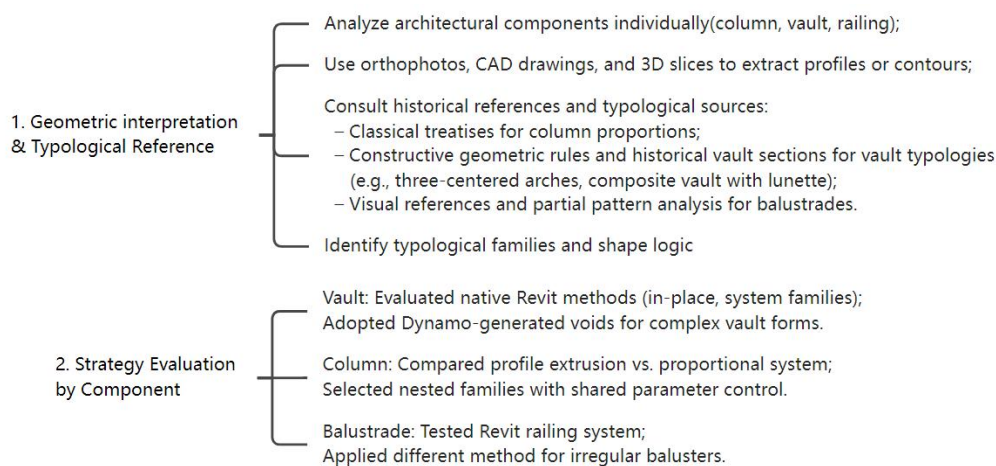 Analyze architectural components individually(column, vault, railing);
Use orthophotos, CAD drawings, and 3D slices to extract profiles or contours;
1. Geometric interpretation
& Typological Reference
Consult historical references and typological sources:
– Classical treatises for column proportions;
– Constructive geometric rules and historical vault sections for vault typologies
(e.g., three-centered arches, composite vault with lunette);
– Visual references and partial pattern analysis for balustrades.
Identify typological families and shape logic
2. Strategy Evaluation
by Component
Vault: Evaluated native Revit methods (in-place, system families);
Adopted Dynamo-generated voids for complex vault forms.
Column: Compared profile extrusion vs. proportional system;
Selected nested families with shared parameter control.
Balustrade: Tested Revit railing system;
Applied different method for irregular balusters.